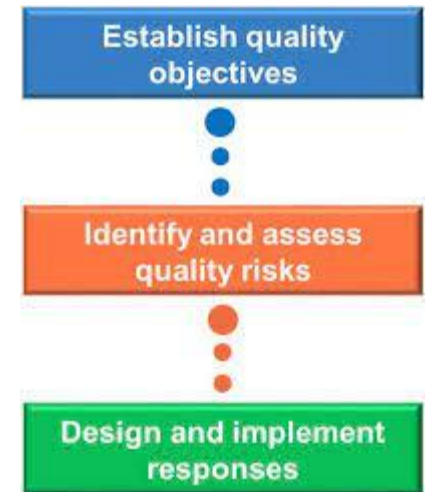 Establish quality
objectives
Identify and assess
quality risks
Design and implement
responses